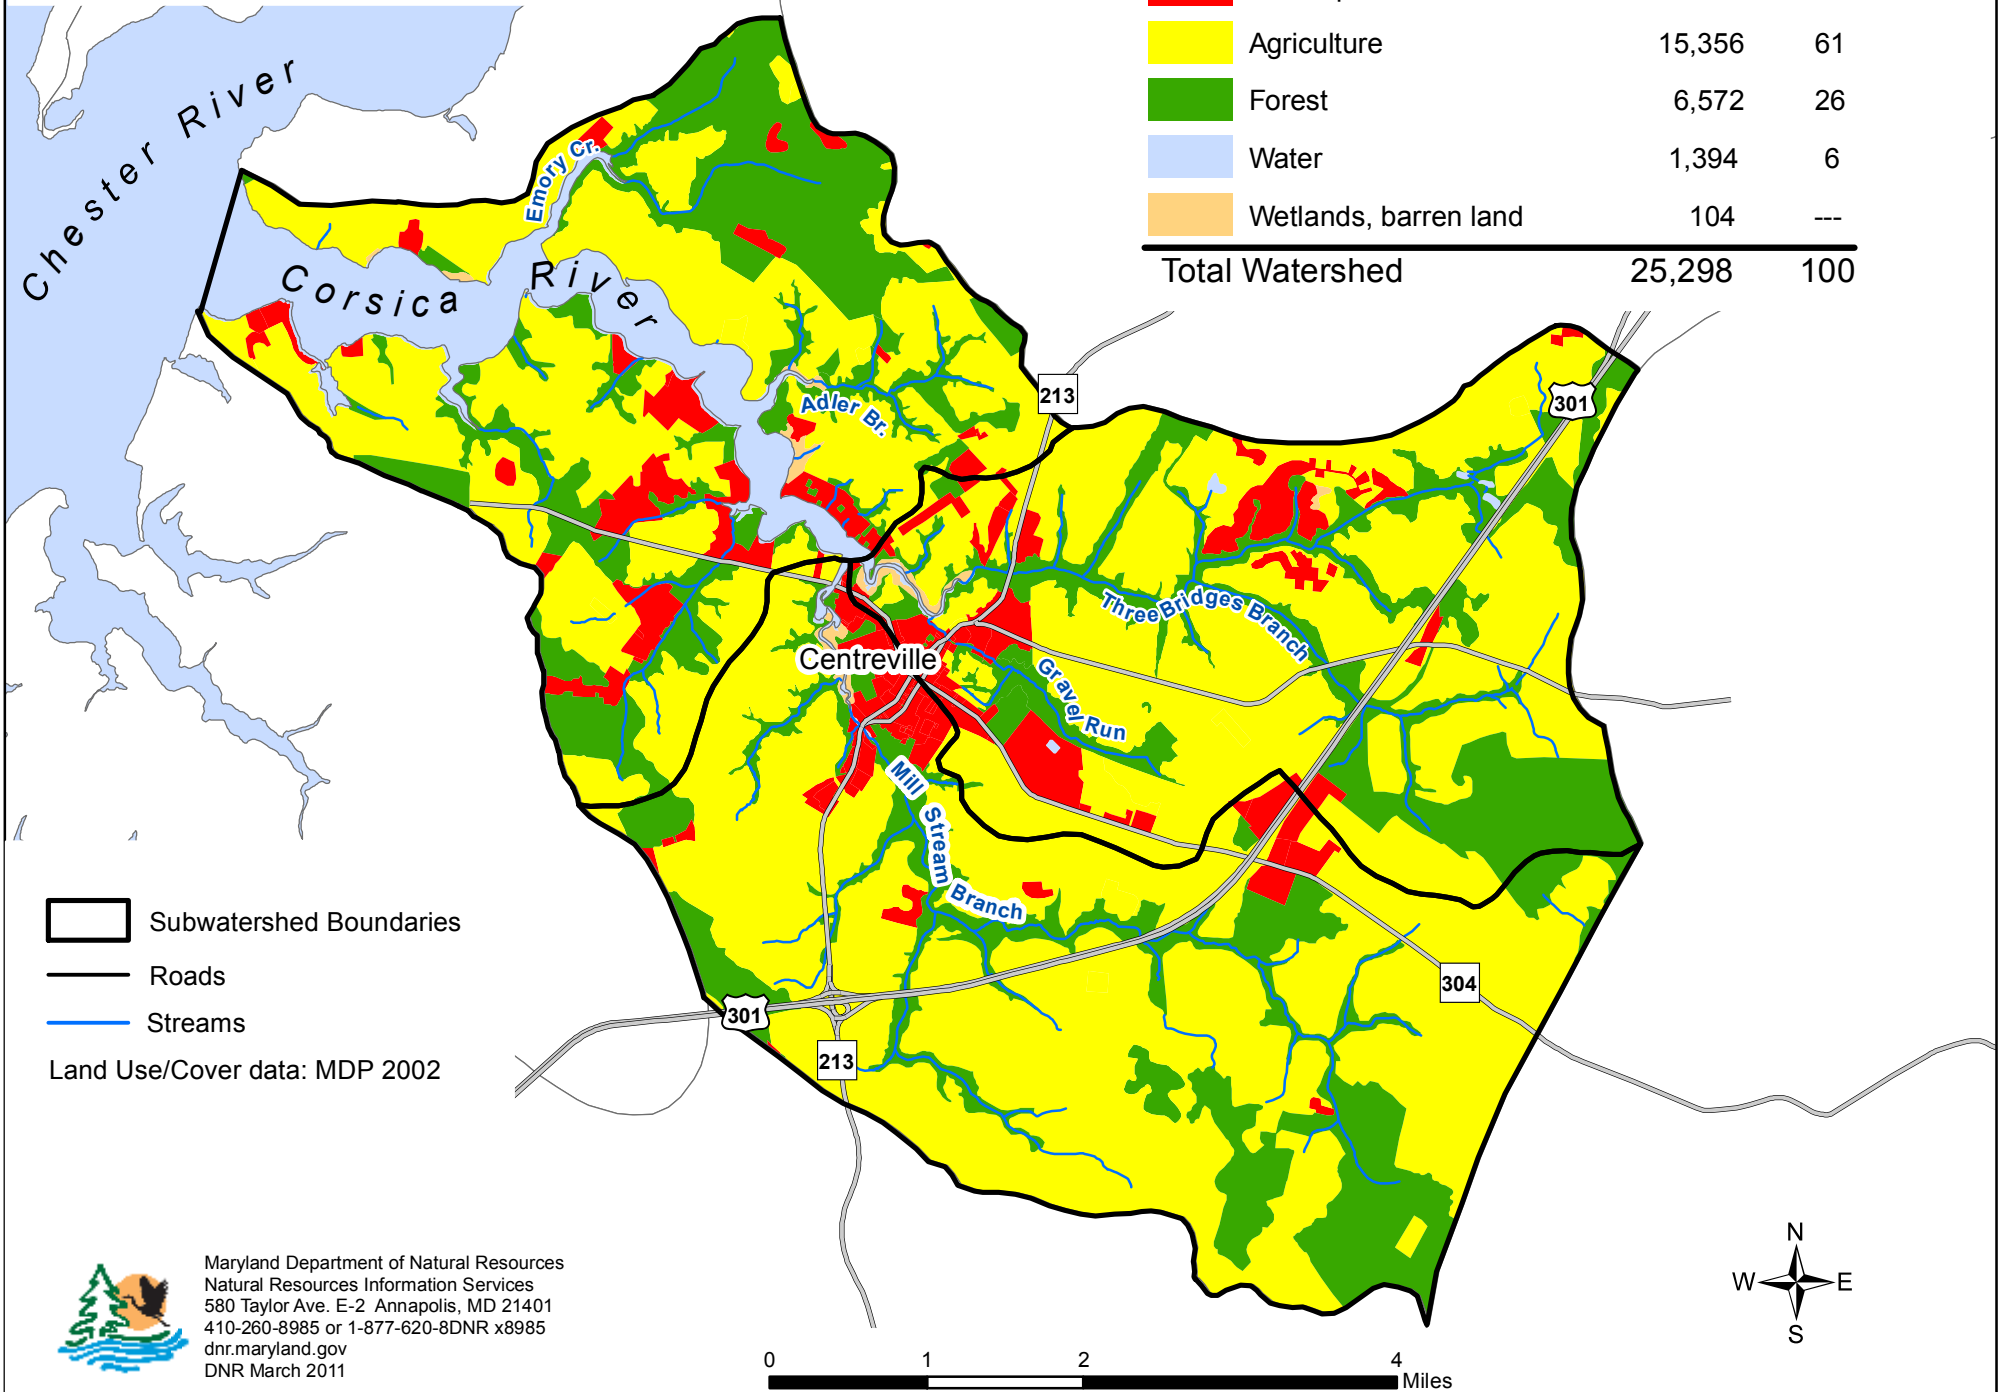 Agriculture 15,356 61
Forest 6,572 26
Water 1,394 6
Wetlands, barren land 104 ---
Total Watershed 25,298 100
Chester River
Emory Cr.
Corsica River
Adler Br.
213
301
Three Bridges Branch
Centreville
Gravel Run
Mill Stream Branch
304
301
213
Subwatershed Boundaries
Roads
Streams
Land Use/Cover data: MDP 2002
Maryland Department of Natural Resources
Natural Resources Information Services
580 Taylor Ave. E-2 Annapolis, MD 21401
410-260-8985 or 1-877-620-8DNR x8985
dnr.maryland.gov
DNR March 2011
N
W E
S
0 1 2 4
Miles